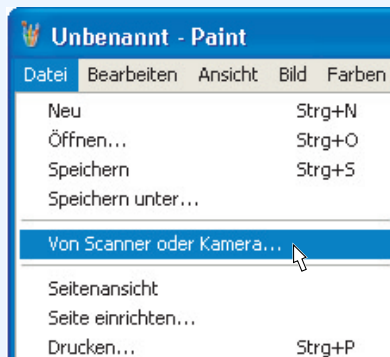 Unbenannt - Paint
Datei Bearbeiten Ansicht Bild Farben
Neu Strg+N
Öffnen... Strg+O
Speichern Strg+S
Speichern unter...
Von Scanner oder Kamera...
Seitenansicht
Seite einrichten...
Drucken... Strg+P